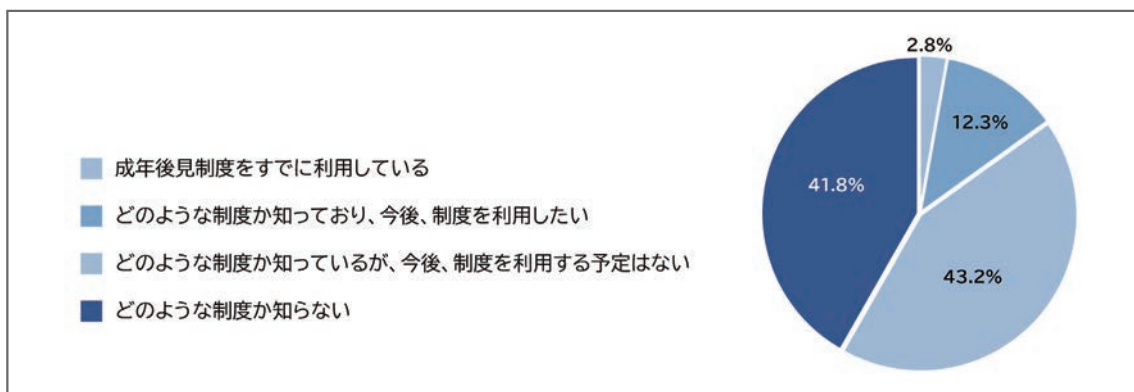 2.8%
12.3%
成年後見制度をすでに利用している
41.8%
どのような制度か知っており、今後、制度を利用したい
どのような制度か知っているが、今後、制度を利用する予定はない
43.2%
どのような制度か知らない